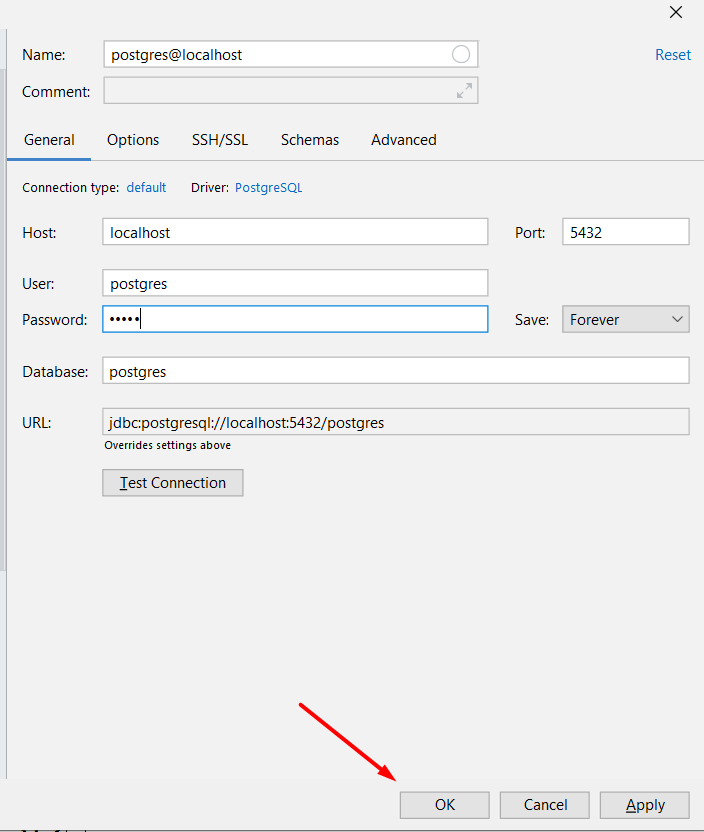 Name: postgres@localhost Reset
Comment:
General Options SSH/SSL Schemas Advanced
Connection type: default Driver: PostgreSQL
Host: localhost Port: 5432
User: postgres
Password: ••••• Save: Forever
Database: postgres
URL: jdbc:postgresql://localhost:5432/postgres
Overrides settings above
Test Connection
OK Cancel Apply